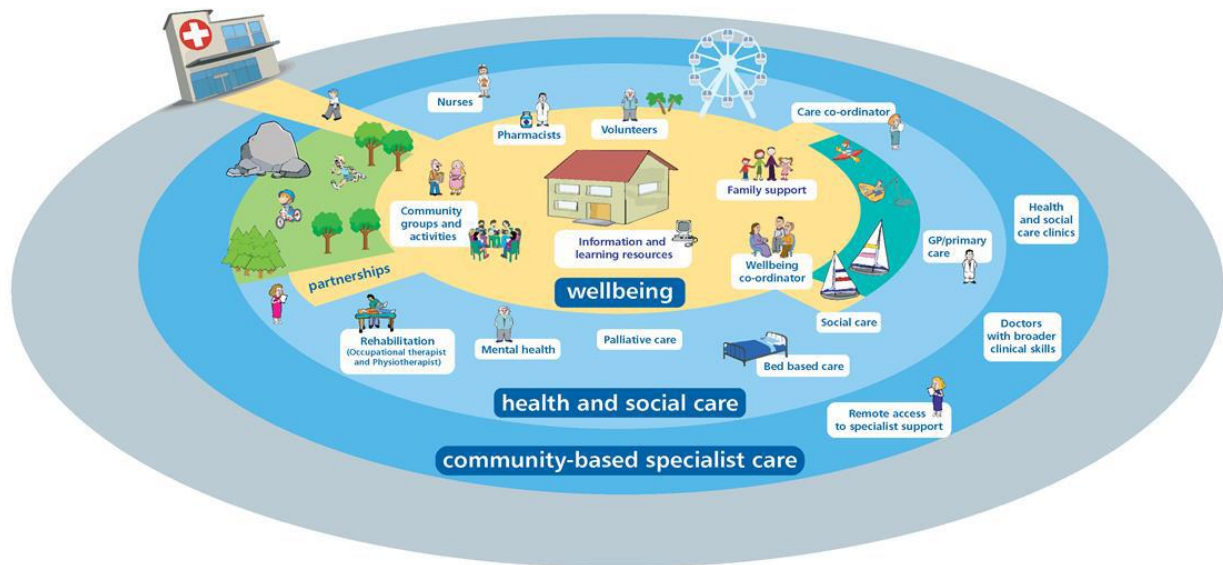 Nurses
Pharmacists
Volunteers
Care co-ordinator
Community
groups and
activities
Family support
Information and
learning resources
Wellbeing
co-ordinator
Health
and social
care clinics
GP/primary
care
partnerships
wellbeing
Social care
Rehabilitation
(Occupational therapist
and Physiotherapist)
Mental health
Palliative care
Bed based care
Doctors
with broader
clinical skills
health and social care
Remote access
to specialist support
community-based specialist care